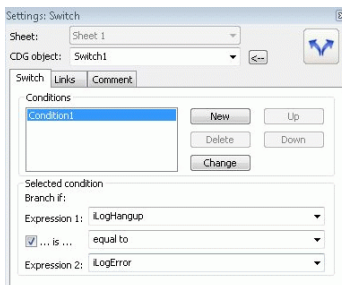 Settings: Switch
Sheet: Sheet 1
CDG object: Switch1 <--
Switch Links Comment
Conditions
Condition1
New Up
Delete Down
Change
Selected condition
Branch if:
Expression 1: iLogHangup
... is ... equal to
Expression 2: iLogError